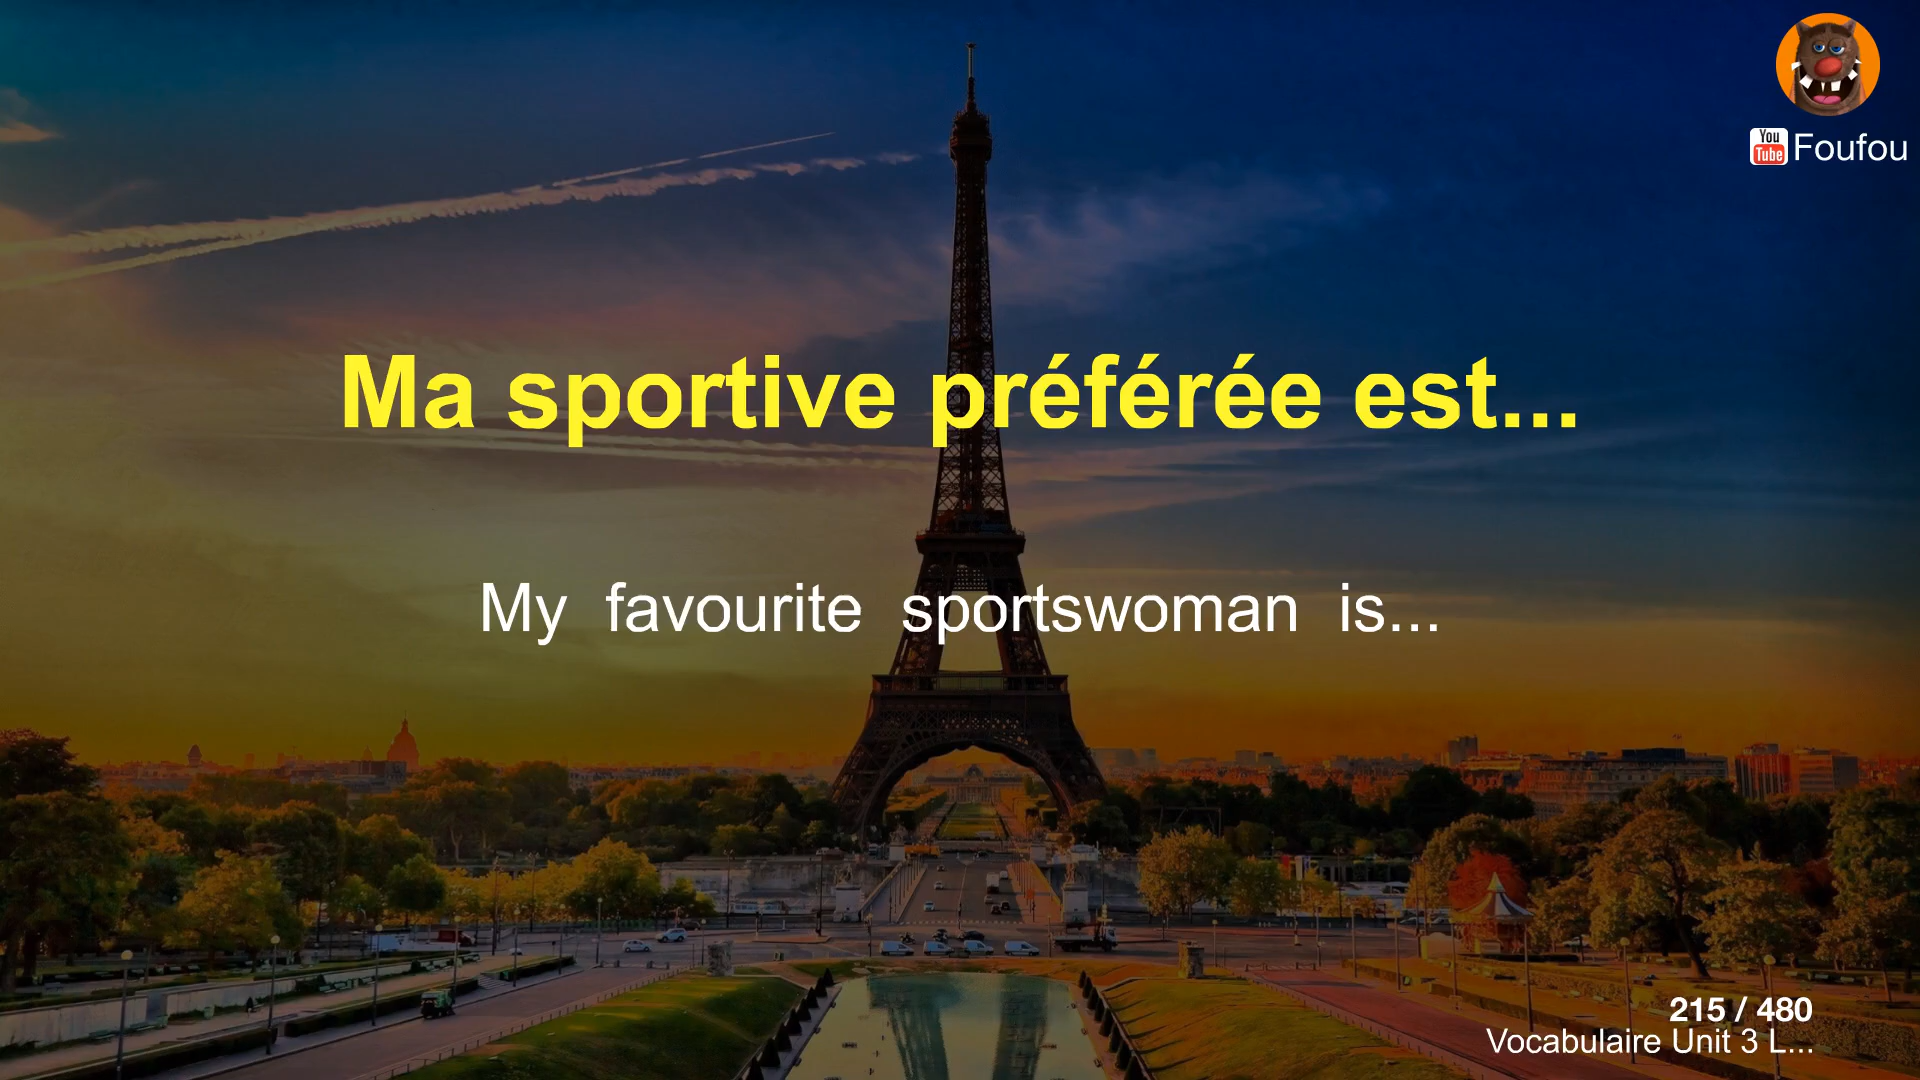 You
Tube
Foufou
Ma sportive préférée est...
My favourite sportswoman is...
215 / 480
Vocabulaire Unit 3 L...